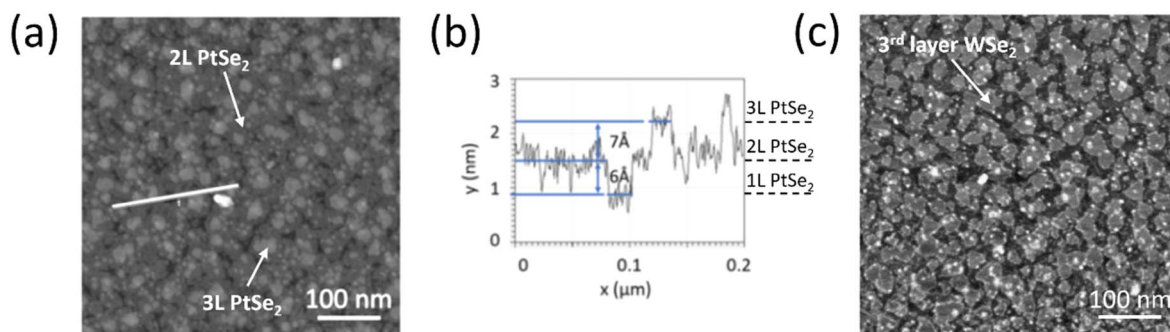 (a)
2L PtSe₂
3L PtSe₂
100 nm
(b)
y (nm)
3
2
1
0
7Å
6Å
3L PtSe₂
2L PtSe₂
1L PtSe₂
0 0.1 0.2
x (μm)
(c)
3rd layer WSe₂
100 nm